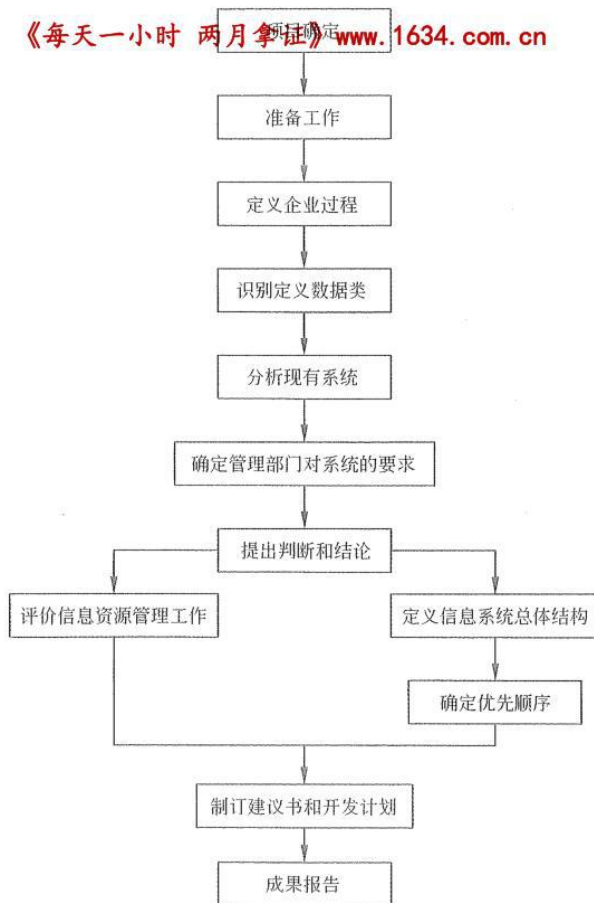 《每天一小时 两月拿证》www.1634.com.cn
项目确定
准备工作
定义企业过程
识别定义数据类
分析现有系统
确定管理部门对系统的要求
提出判断和结论
评价信息资源管理工作
定义信息系统总体结构
确定优先顺序
制订建议书和开发计划
成果报告